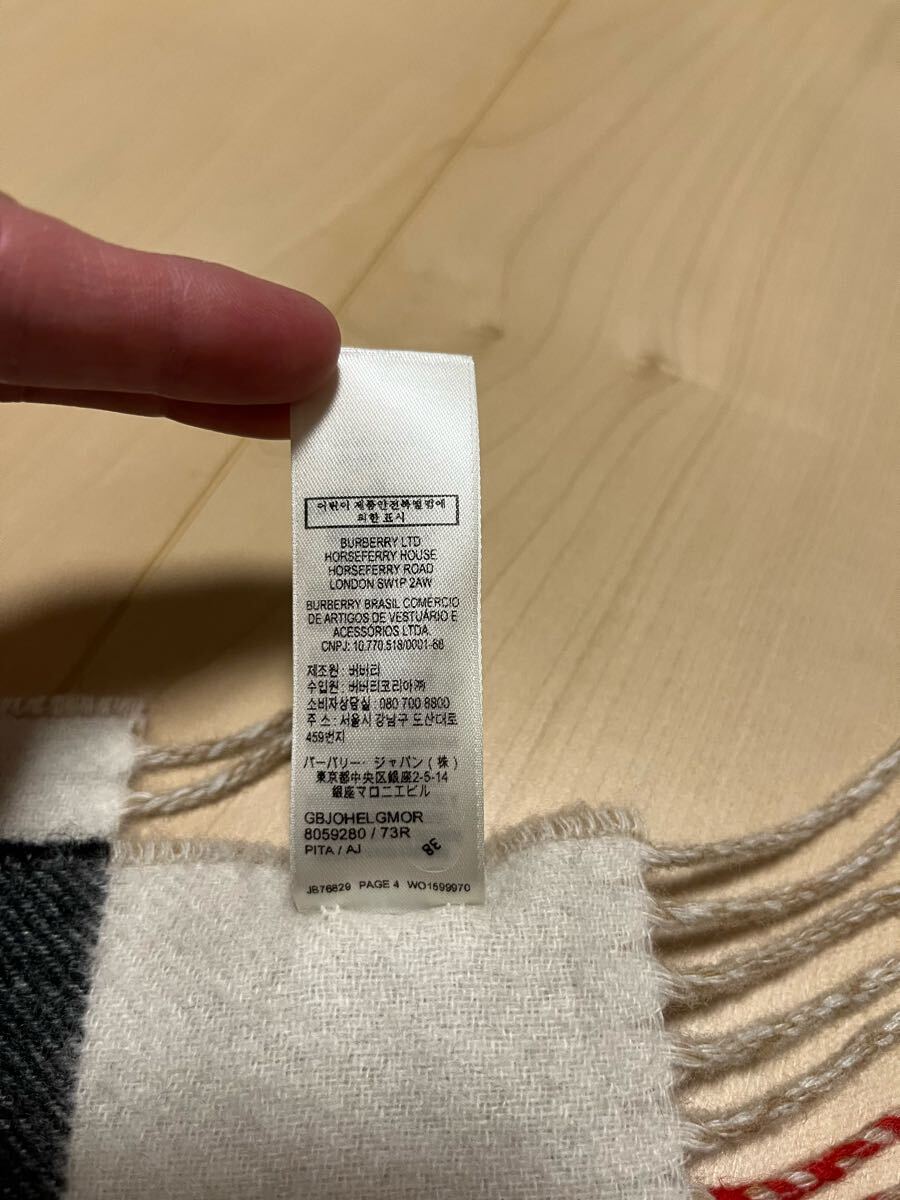 어린이제품안전특별법에
의한 표시
BURBERRY LTD
HORSEFERRY HOUSE
HORSEFERRY ROAD
LONDON SW1P 2AW
BURBERRY BRASIL COMERCIO
DE ARTIGOS DE VESTUÁRIO E
ACESSÓRIOS LTDA.
CNPJ: 10.770.518/0001-66
제조원 : 버버리
수입원 : 버버리코리아㈜
소비자상담실 : 080 700 8800
주 소 : 서울시 강남구 도산대로
459번지
バーバリー・ジャパン(株)
東京都中央区銀座2-5-14
銀座マロニエビル
GBJOHELGMOR
8059280 / 73R
PITA / AJ
38
JB76829 PAGE 4 WO1599970